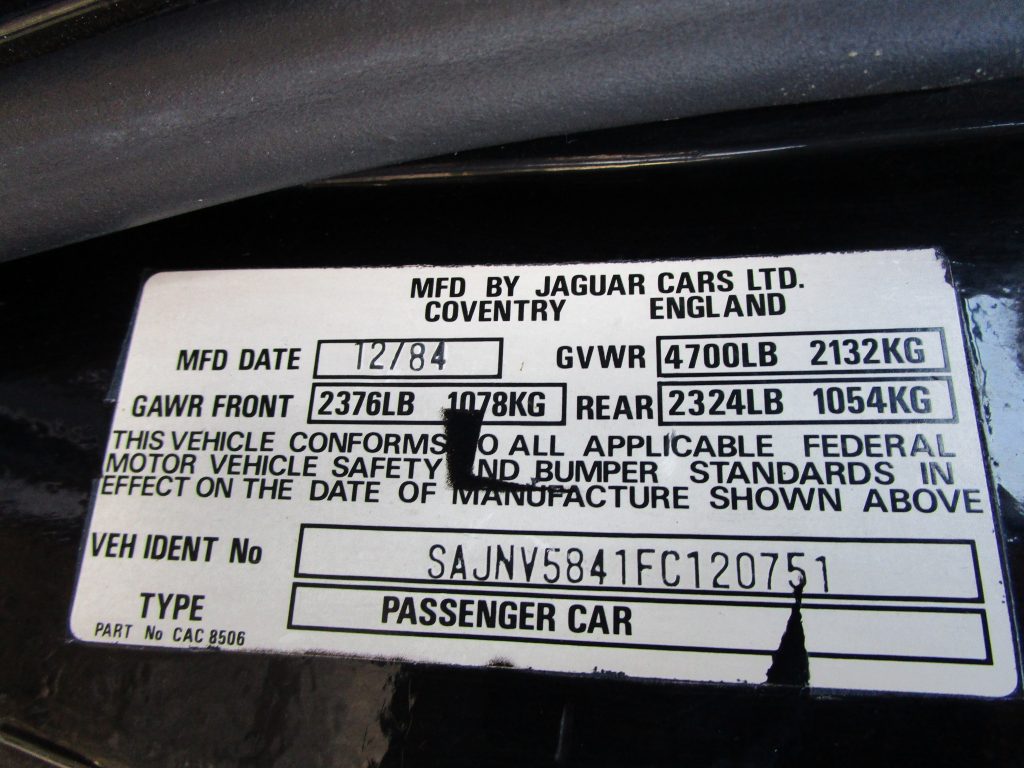 MFD BY JAGUAR CARS LTD.
COVENTRY ENGLAND
MFD DATE 12/84 GVWR 4700LB 2132KG
GAWR FRONT 2376LB 1078KG REAR 2324LB 1054KG
THIS VEHICLE CONFORMS TO ALL APPLICABLE FEDERAL
MOTOR VEHICLE SAFETY AND BUMPER STANDARDS IN
EFFECT ON THE DATE OF MANUFACTURE SHOWN ABOVE
VEH IDENT No SAJNV5841FC120751
TYPE PASSENGER CAR
PART No CAC 8506